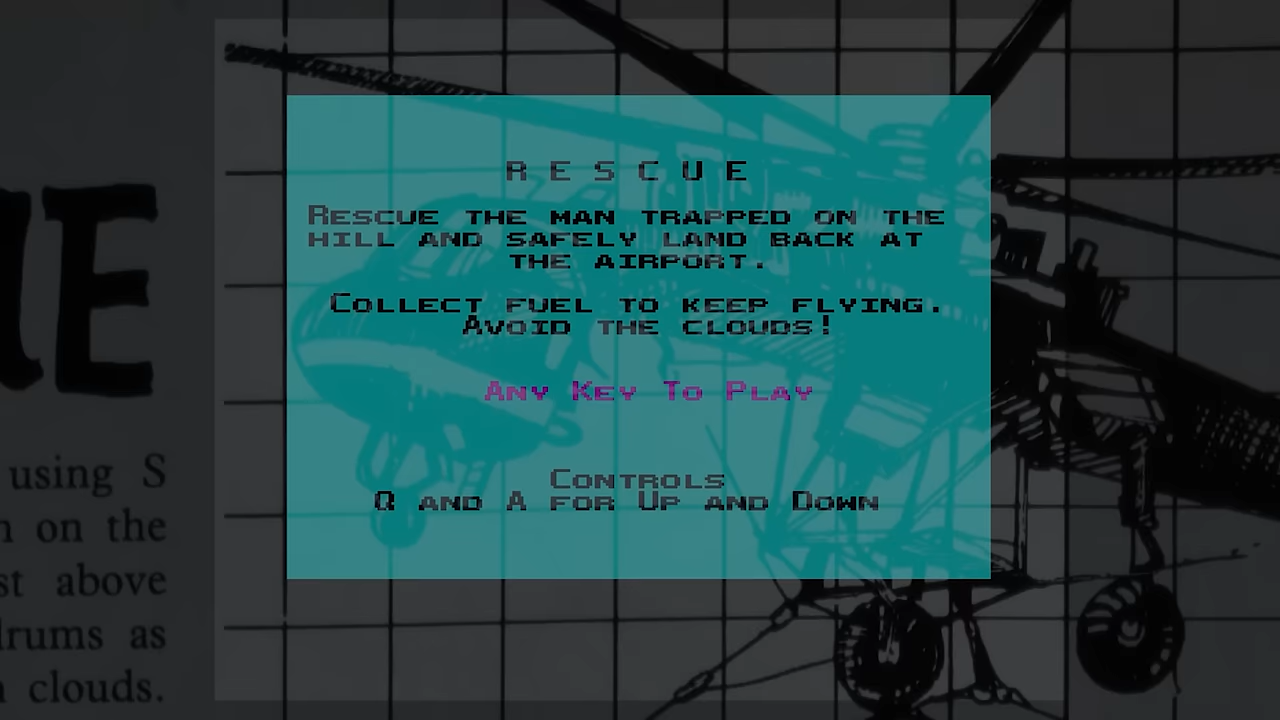 R E S C U E
Rescue the man trapped on the
hill and safely land back at
the airport.
Collect fuel to keep flying.
Avoid the clouds!
Any Key To Play
Controls
Q and A for Up and Down
using S
on the
above
as
clouds.